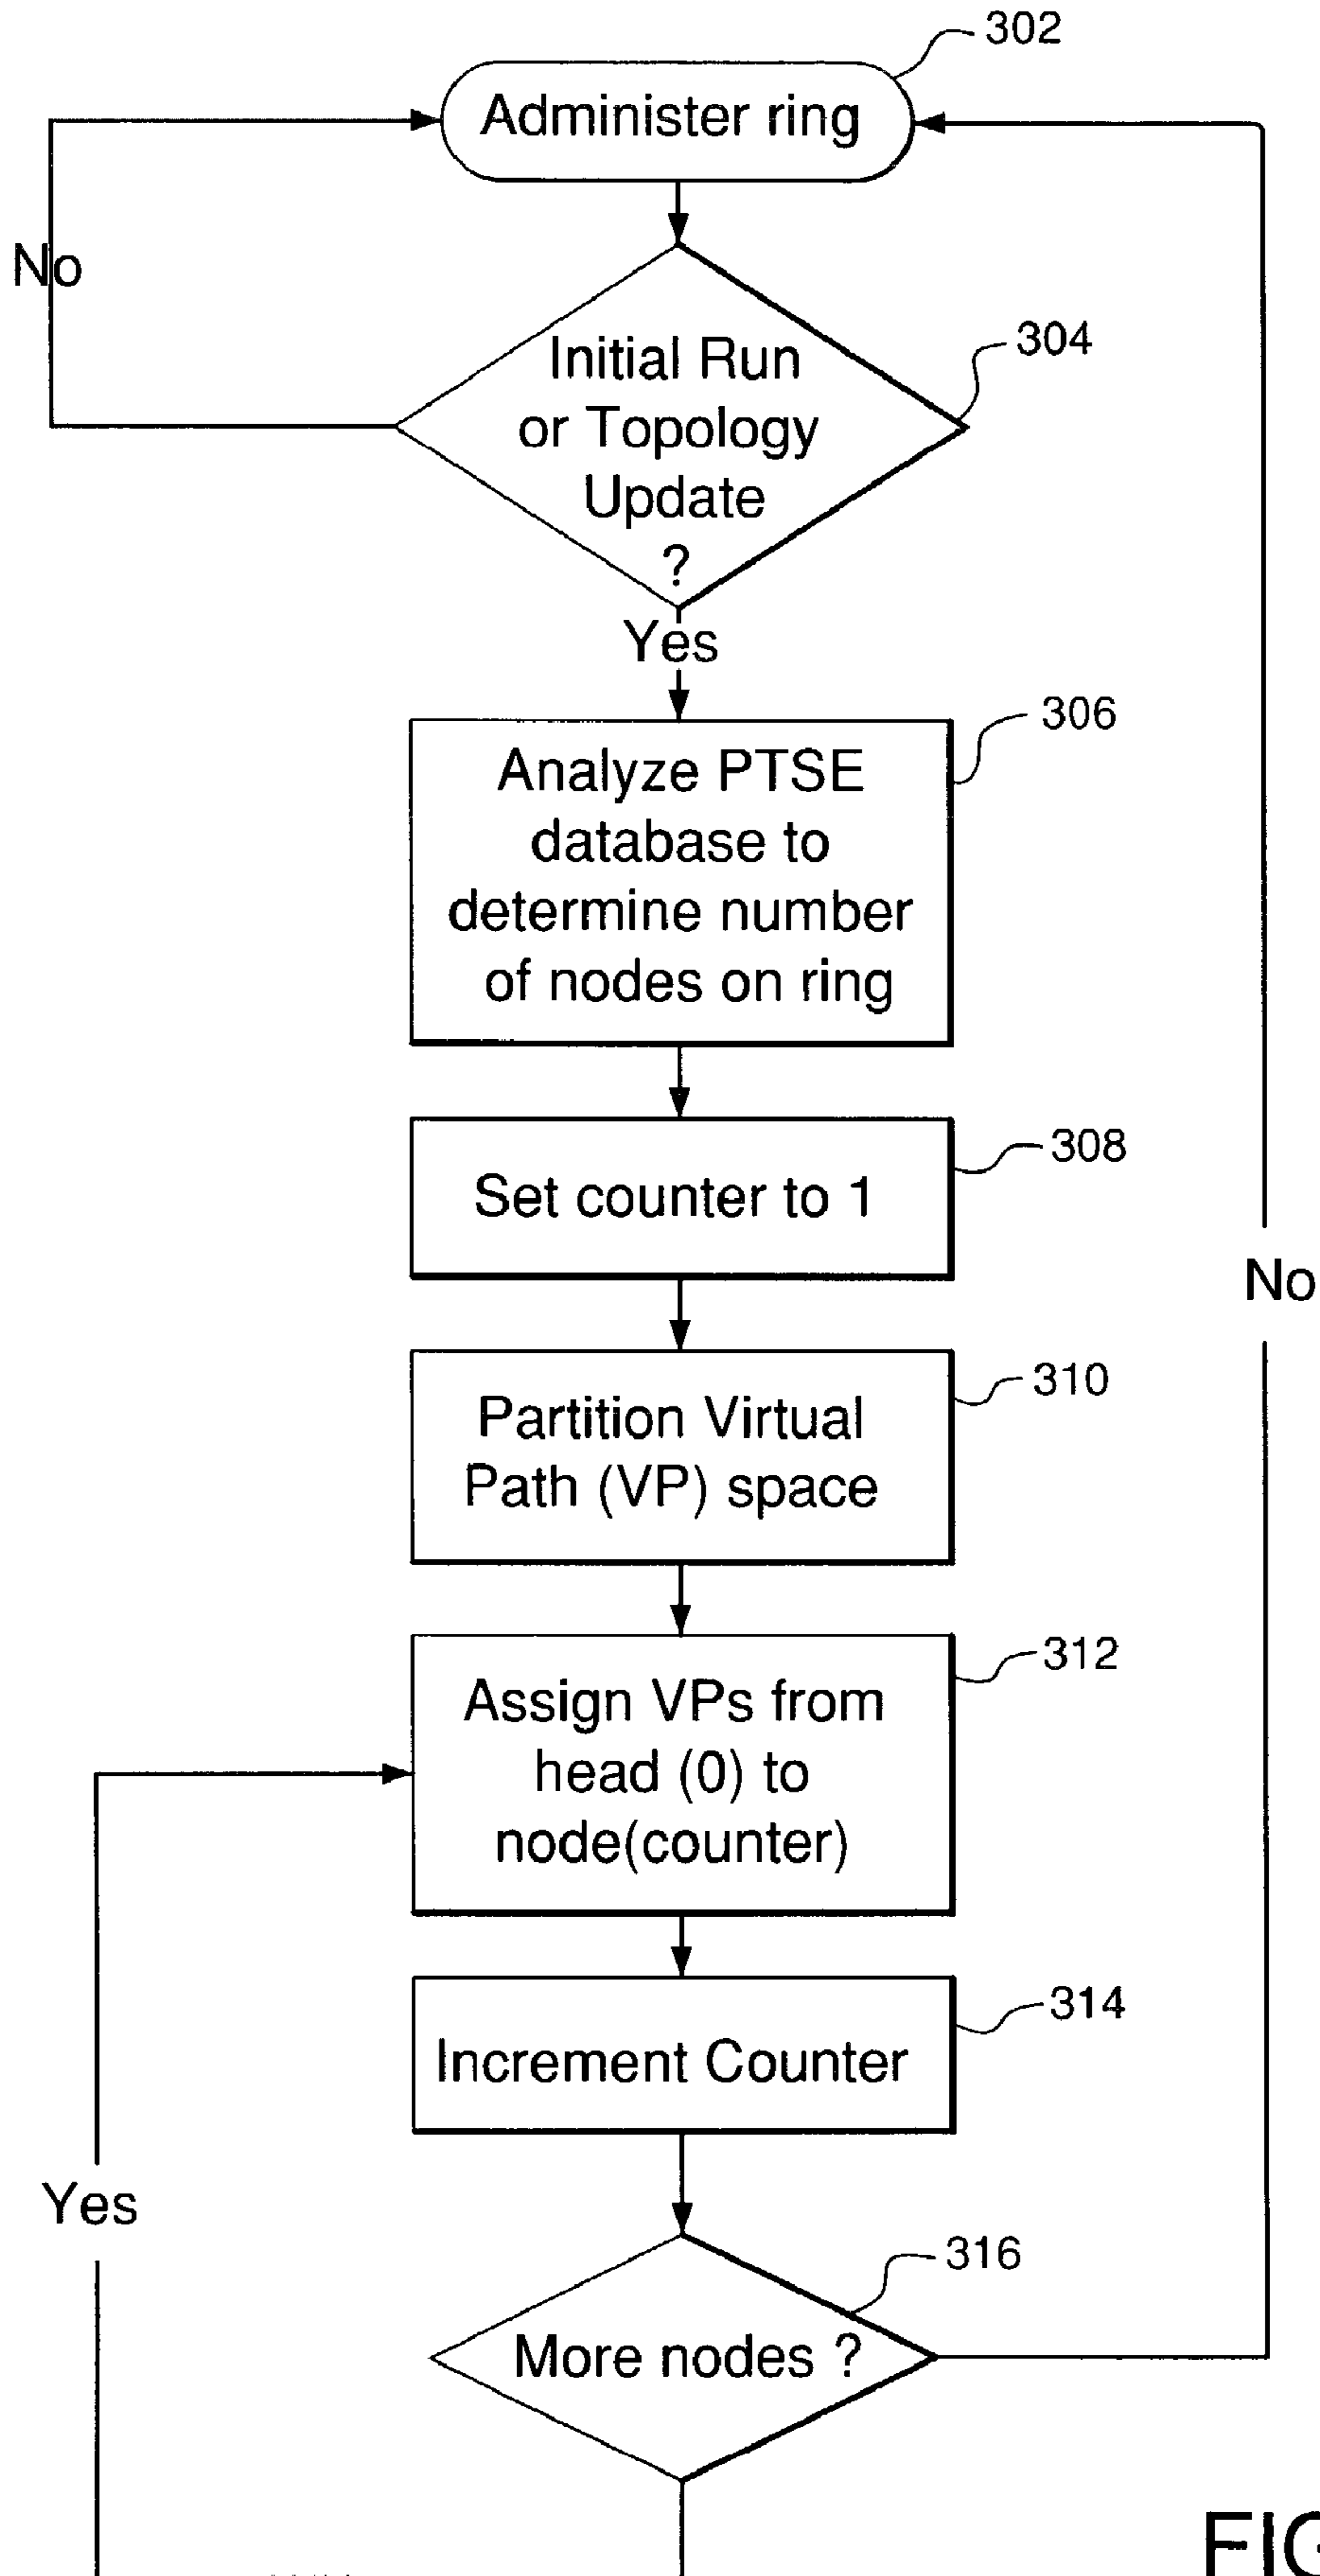 302
Administer ring
No
304
Initial Run
or Topology
Update
?
Yes
306
Analyze PTSE
database to
determine number
of nodes on ring
308
Set counter to 1
No
310
Partition Virtual
Path (VP) space
312
Assign VPs from
head (0) to
node(counter)
314
Increment Counter
Yes
316
More nodes ?